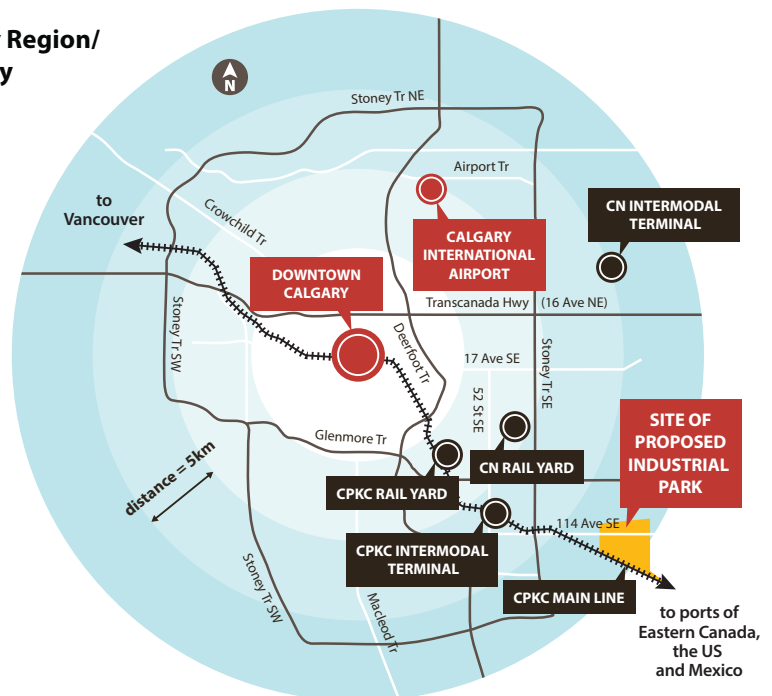 Region/
y
N
Stoney Tr NE
Airport Tr
to
Vancouver
Crowchild Tr
CN INTERMODAL
TERMINAL
CALGARY
INTERNATIONAL
AIRPORT
DOWNTOWN
CALGARY
Transcanada Hwy
(16 Ave NE)
Stoney Tr SW
Deerfoot Tr
17 Ave SE
Stoney Tr SE
52 St SE
SITE OF
PROPOSED
INDUSTRIAL
PARK
Glenmore Tr
CN RAIL YARD
distance = 5km
CPKC RAIL YARD
114 Ave SE
CPKC INTERMODAL
TERMINAL
Stoney Tr SW
CPKC MAIN LINE
Macleod Tr
to ports of
Eastern Canada,
the US
and Mexico